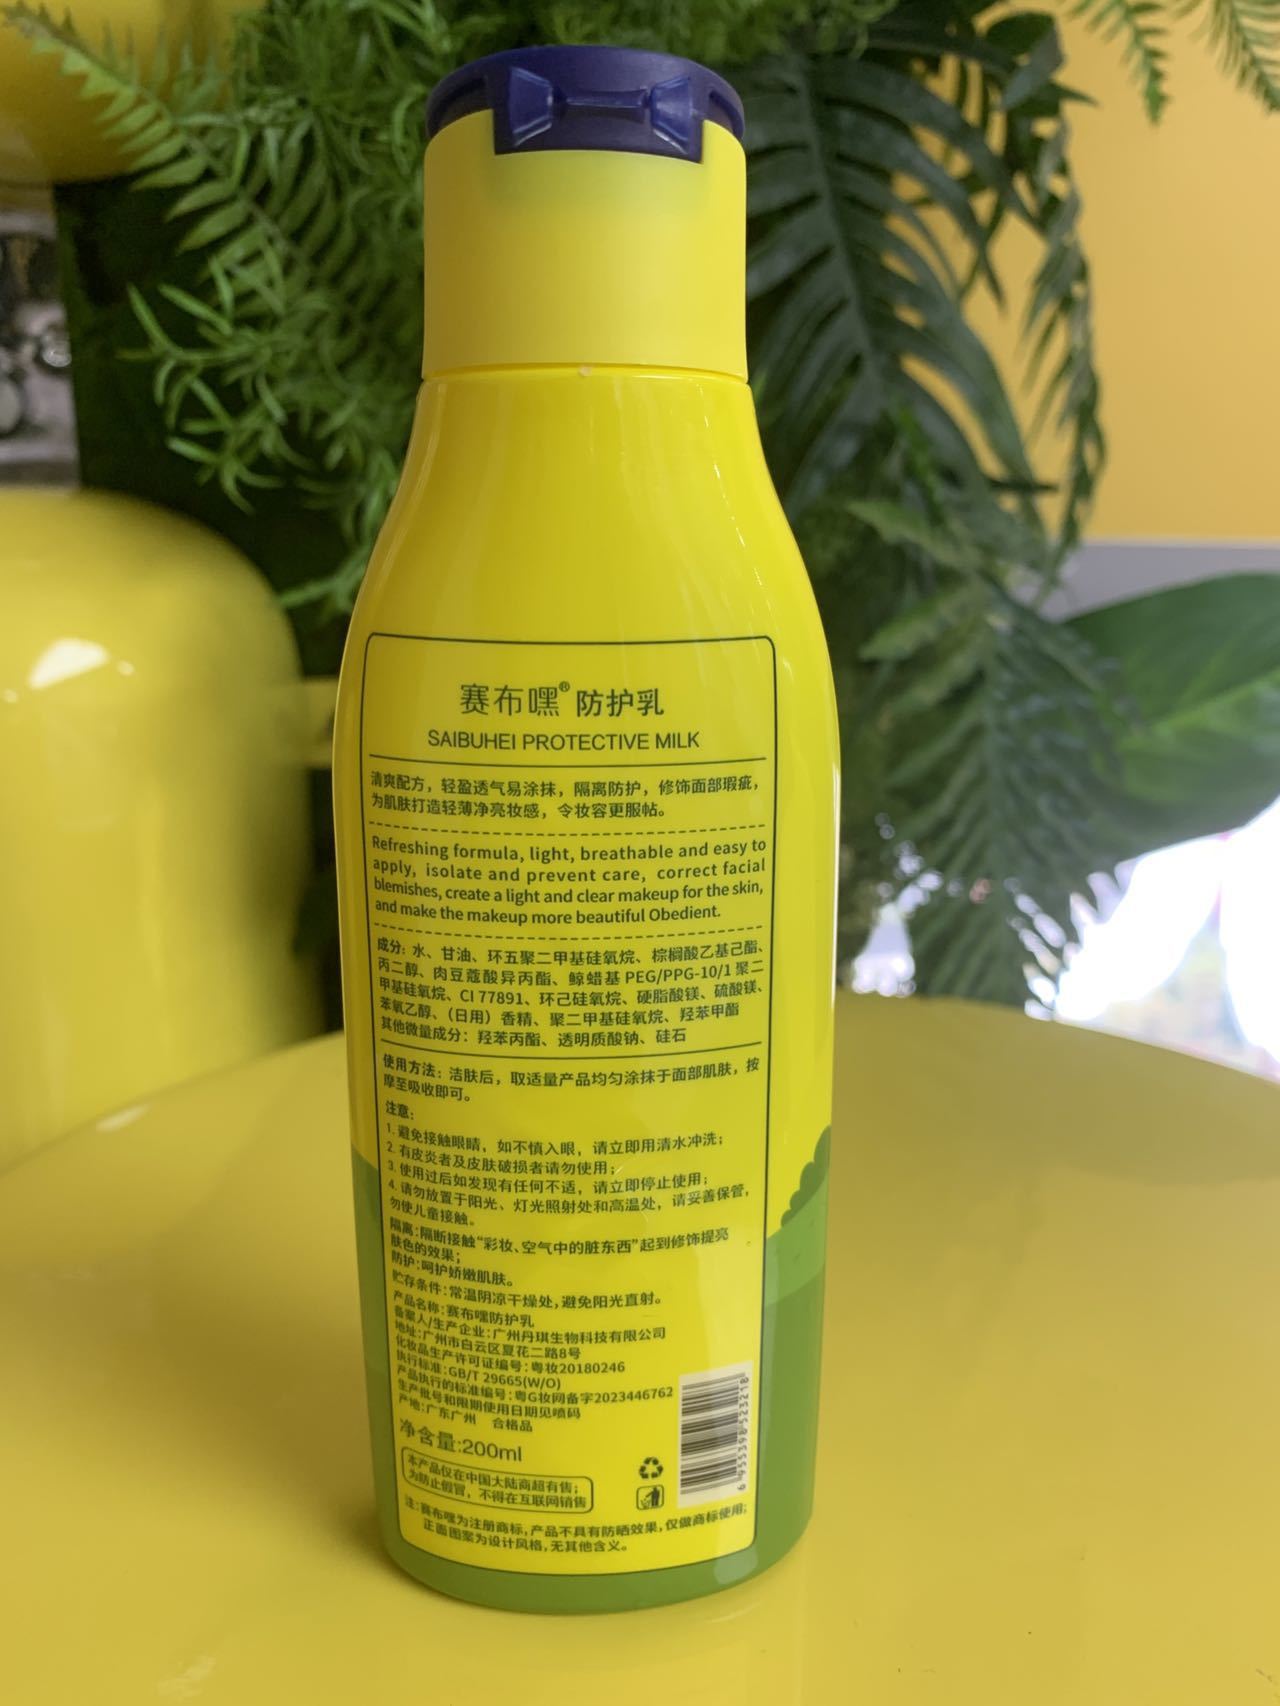 赛布嘿® 防护乳
SAIBUHEI PROTECTIVE MILK
清爽配方，轻盈透气易涂抹，隔离防护，修饰面部瑕疵，
为肌肤打造轻薄净亮妆感，令妆容更服帖。
Refreshing formula, light, breathable and easy to
apply, isolate and prevent care, correct facial
blemishes, create a light and clear makeup for the skin,
and make the makeup more beautiful Obedient.
成分：水、甘油、环五聚二甲基硅氧烷、棕榈酸乙基己酯、
丙二醇、肉豆蔻酸异丙酯、鲸蜡基 PEG/PPG-10/1 聚二
甲基硅氧烷、CI 77891、环己硅氧烷、硬脂酸镁、硫酸镁、
苯氧乙醇、（日用）香精、聚二甲基硅氧烷、羟苯甲酯
其他微量成分：羟苯丙酯、透明质酸钠、硅石
使用方法：洁肤后，取适量产品均匀涂抹于面部肌肤，按
摩至吸收即可。
注意：
1. 避免接触眼睛，如不慎入眼，请立即用清水冲洗；
2. 有皮炎者及皮肤破损者请勿使用；
3. 使用过后如发现有任何不适，请立即停止使用；
4. 请勿放置于阳光、灯光照射处和高温处，请妥善保管，
勿使儿童接触。
隔离：隔断接触“彩妆、空气中的脏东西”起到修饰提亮
肤色的效果；
防护：呵护娇嫩肌肤。
贮存条件：常温阴凉干燥处，避免阳光直射。
产品名称：赛布嘿防护乳
备案人/生产企业：广州丹琪生物科技有限公司
地址：广州市白云区夏花二路8号
化妆品生产许可证编号：粤妆20180246
执行标准：GB/T 29665(W/O)
产品执行的标准编号：粤G妆网备字2023446762
生产批号和限期使用日期见喷码
产地：广东广州 合格品
净含量:200ml
本产品仅在中国大陆商超有售；
为防止假冒，不得在互联网销售
6 955398 523218
注：赛布嘿为注册商标，产品不具有防晒效果，仅做商标使用；
正面图案为设计风格，无其他含义。